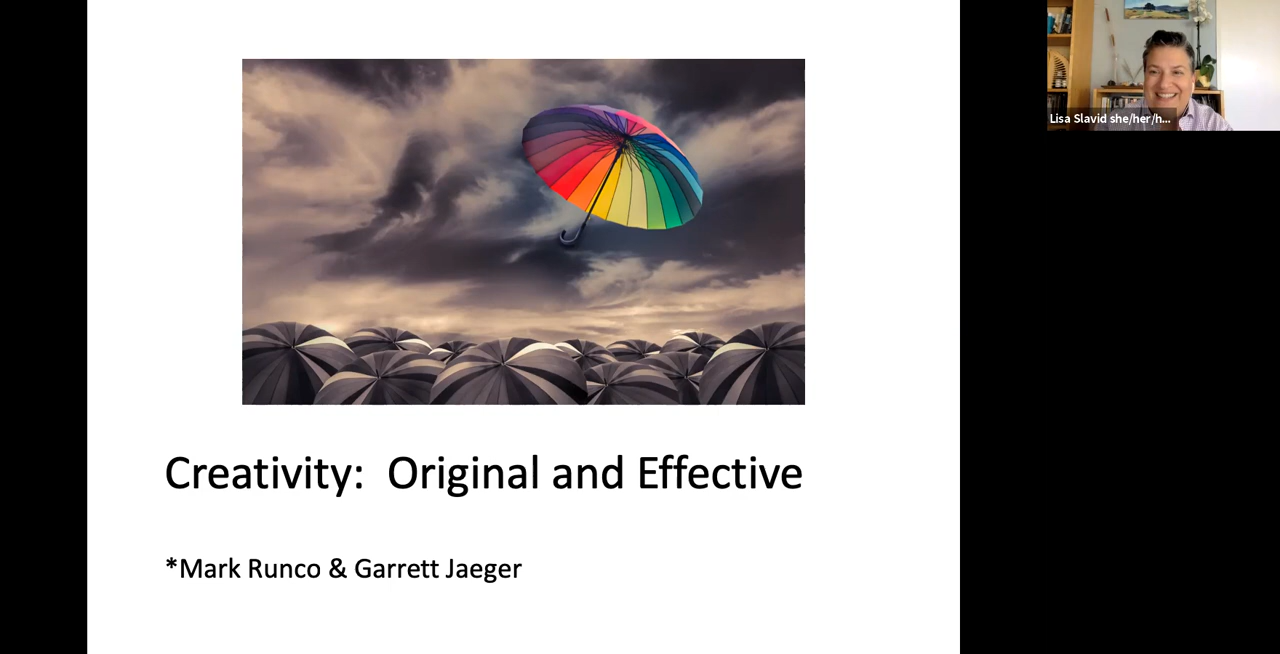 Creativity:  Original and Effective
*Mark Runco & Garrett Jaeger
Lisa Slavid she/her/h...